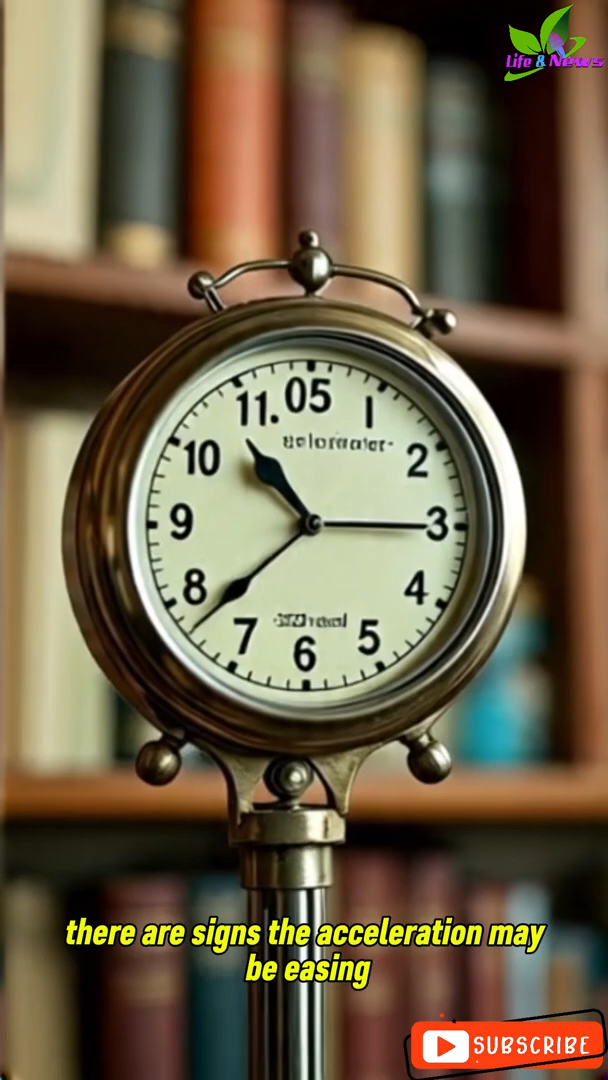 Life & News
11. 05 1
10 2
9 3
8 4
7 6 5
there are signs the acceleration may
be easing
SUBSCRIBE